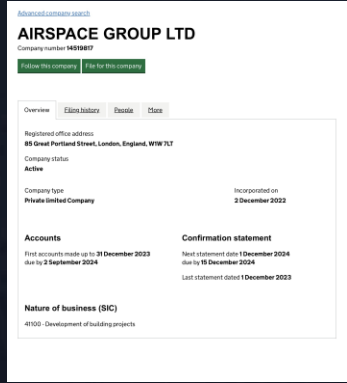 Advanced company search
AIRSPACE GROUP LTD
Company number 14519817
Follow this company File for this company
Overview Filing history People More
Registered office address
85 Great Portland Street, London, England, W1W 7LT
Company status
Active
Company type Incorporated on
Private limited Company 2 December 2022
Accounts Confirmation statement
First accounts made up to 31 December 2023 Next statement date 1 December 2024
due by 2 September 2024 due by 15 December 2024
Last statement dated 1 December 2023
Nature of business (SIC)
41100 - Development of building projects